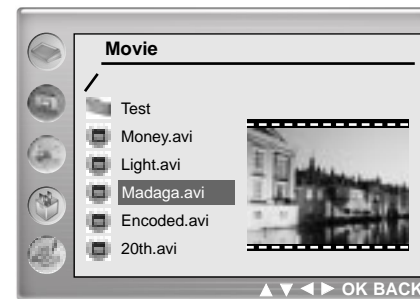 Movie
/
Test
Money.avi
Light.avi
Madaga.avi
Encoded.avi
20th.avi
▲ ▼ ◄ ► OK BACK